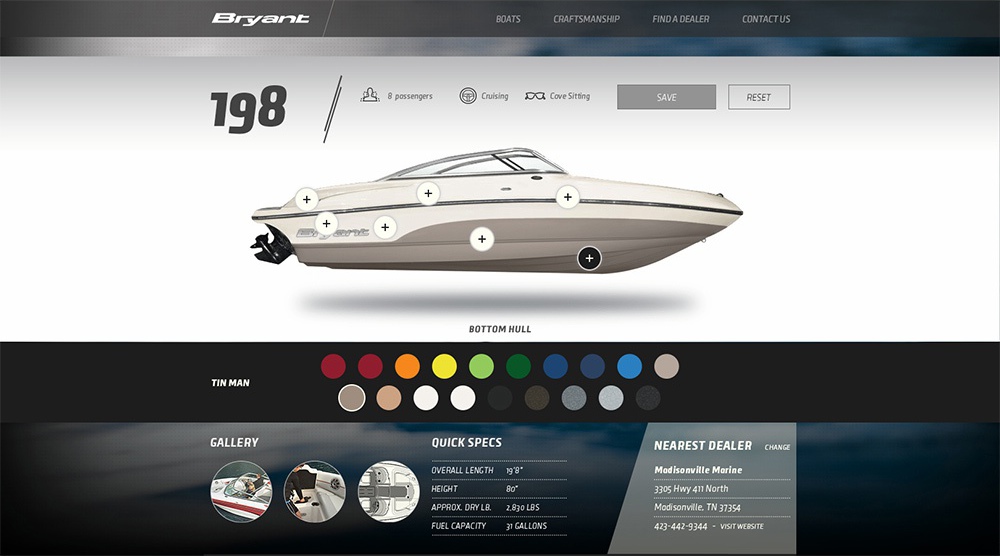 Bryant
BOATS CRAFTSMANSHIP FIND A DEALER CONTACT US
198
8 passengers Cruising Cove Sitting
SAVE RESET
Bryant
BOTTOM HULL
TIN MAN
GALLERY
QUICK SPECS
OVERALL LENGTH 19'8"
HEIGHT 80"
APPROX. DRY LB. 2,830 LBS
FUEL CAPACITY 31 GALLONS
NEAREST DEALER CHANGE
Madisonville Marine
3305 Hwy 411 North
Madisonville, TN 37354
423-442-9344 - VISIT WEBSITE